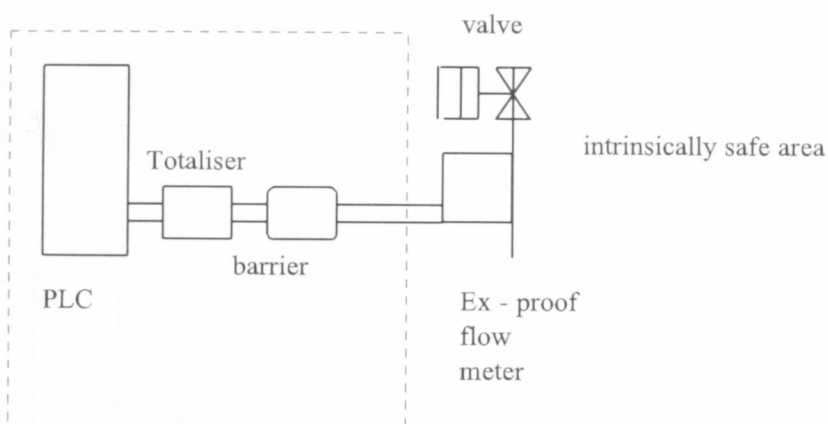 valve
intrinsically safe area
Totaliser
barrier
PLC
Ex - proof
flow
meter